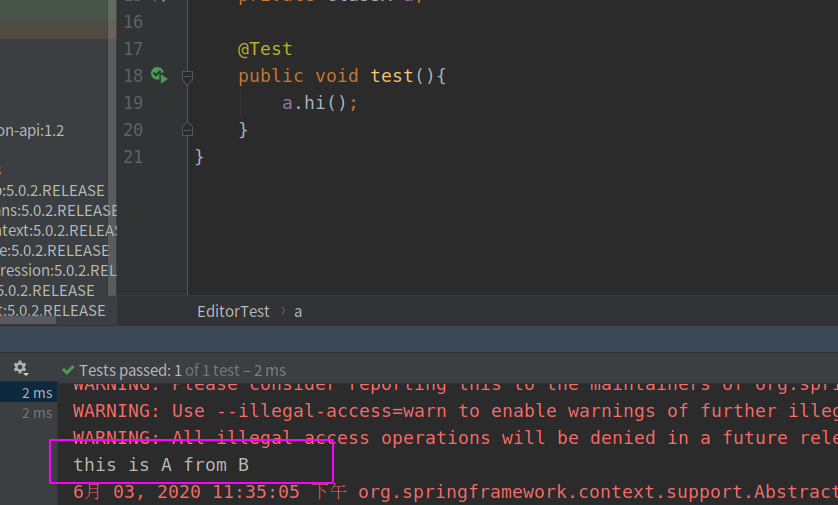 16
17 @Test
18 public void test(){
19 a.hi();
20 }
21 }
on-api:1.2
:5.0.2.RELEASE
ns:5.0.2.RELEASE
ntext:5.0.2.RELEA
e:5.0.2.RELEASE
ression:5.0.2.REL
5.0.2.RELEASE
t:5.0.2.RELEASE
EditorTest a
Tests passed: 1 of 1 test – 2 ms
2 ms
2 ms
WARNING: Please consider reporting this to the maintainers of org.spri
WARNING: Use --illegal-access=warn to enable warnings of further illeg
WARNING: All illegal access operations will be denied in a future rele
this is A from B
6月 03, 2020 11:35:05 下午 org.springframework.context.support.Abstract